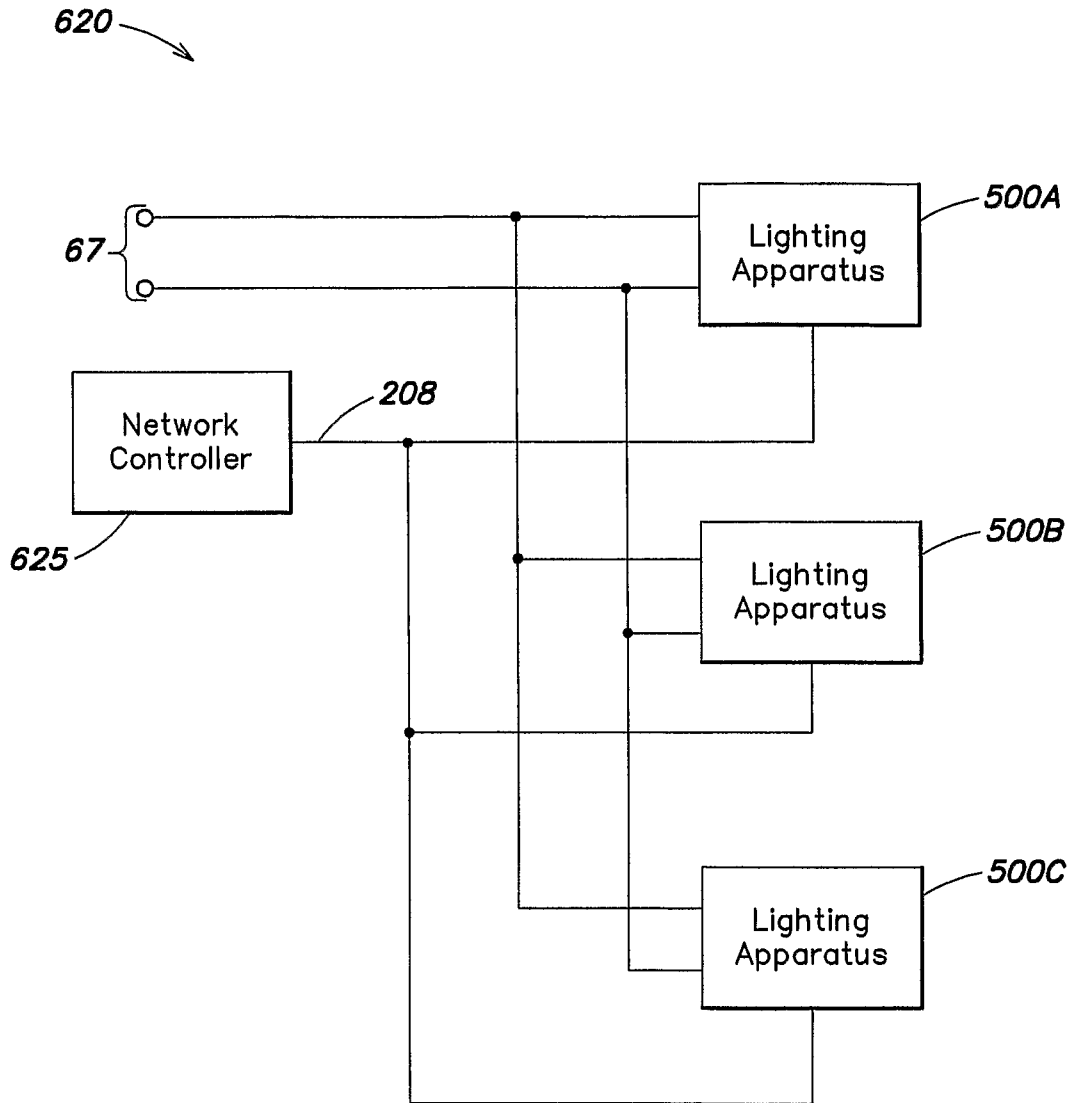 620
67
Lighting
Apparatus
500A
208
Network
Controller
625
Lighting
Apparatus
500B
Lighting
Apparatus
500C